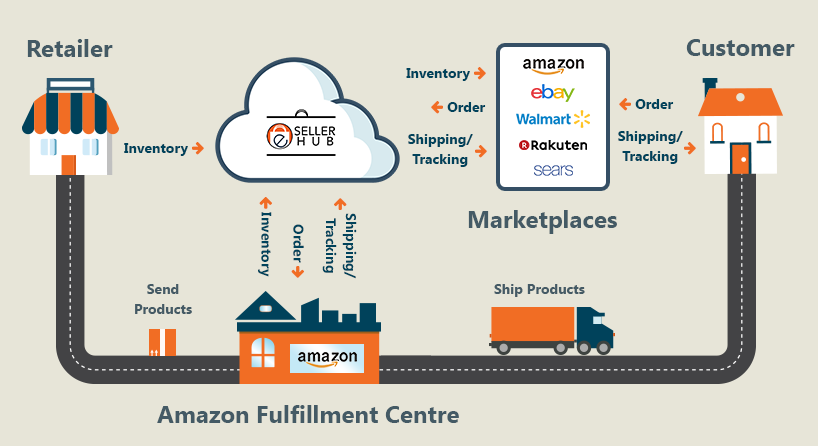 Retailer
Customer
Inventory
SELLER
HUB
Inventory
Order
Shipping/
Tracking
amazon
ebay
Walmart
Rakuten
sears
Order
Shipping/
Tracking
Marketplaces
Inventory
Order
Shipping/
Tracking
Send
Products
Ship Products
amazon
Amazon Fulfillment Centre